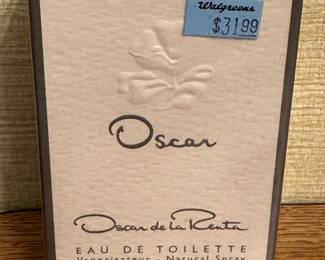 Walgreens
$31.99
Oscar
Oscar de la Renta
EAU DE TOILETTE
Vaporisateur - Natural Spray